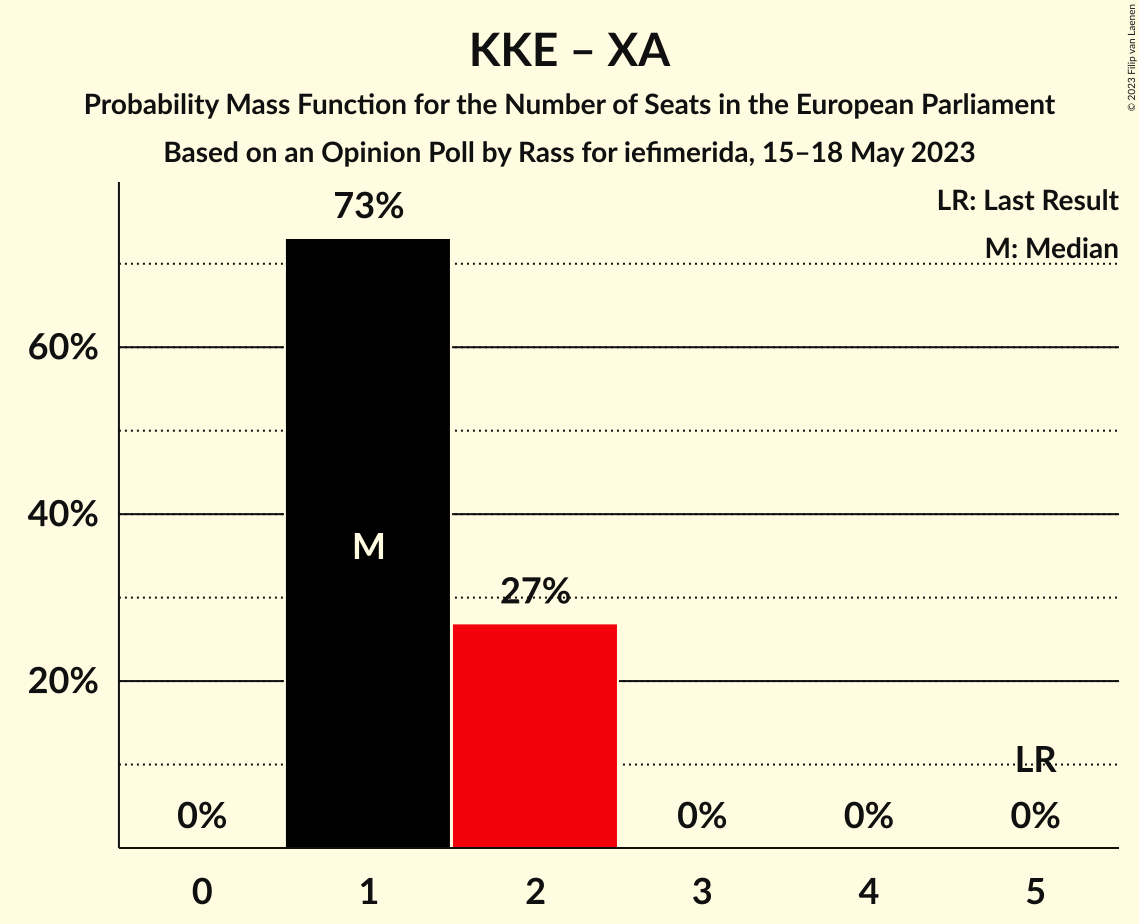 KKE – XA
Probability Mass Function for the Number of Seats in the European Parliament
Based on an Opinion Poll by Rass for iefimerida, 15–18 May 2023
© 2023 Filip van Laenen
LR: Last Result
M: Median
73%
60%
40%
M
27%
20%
LR
0%
0%
0%
0%
0
1
2
3
4
5